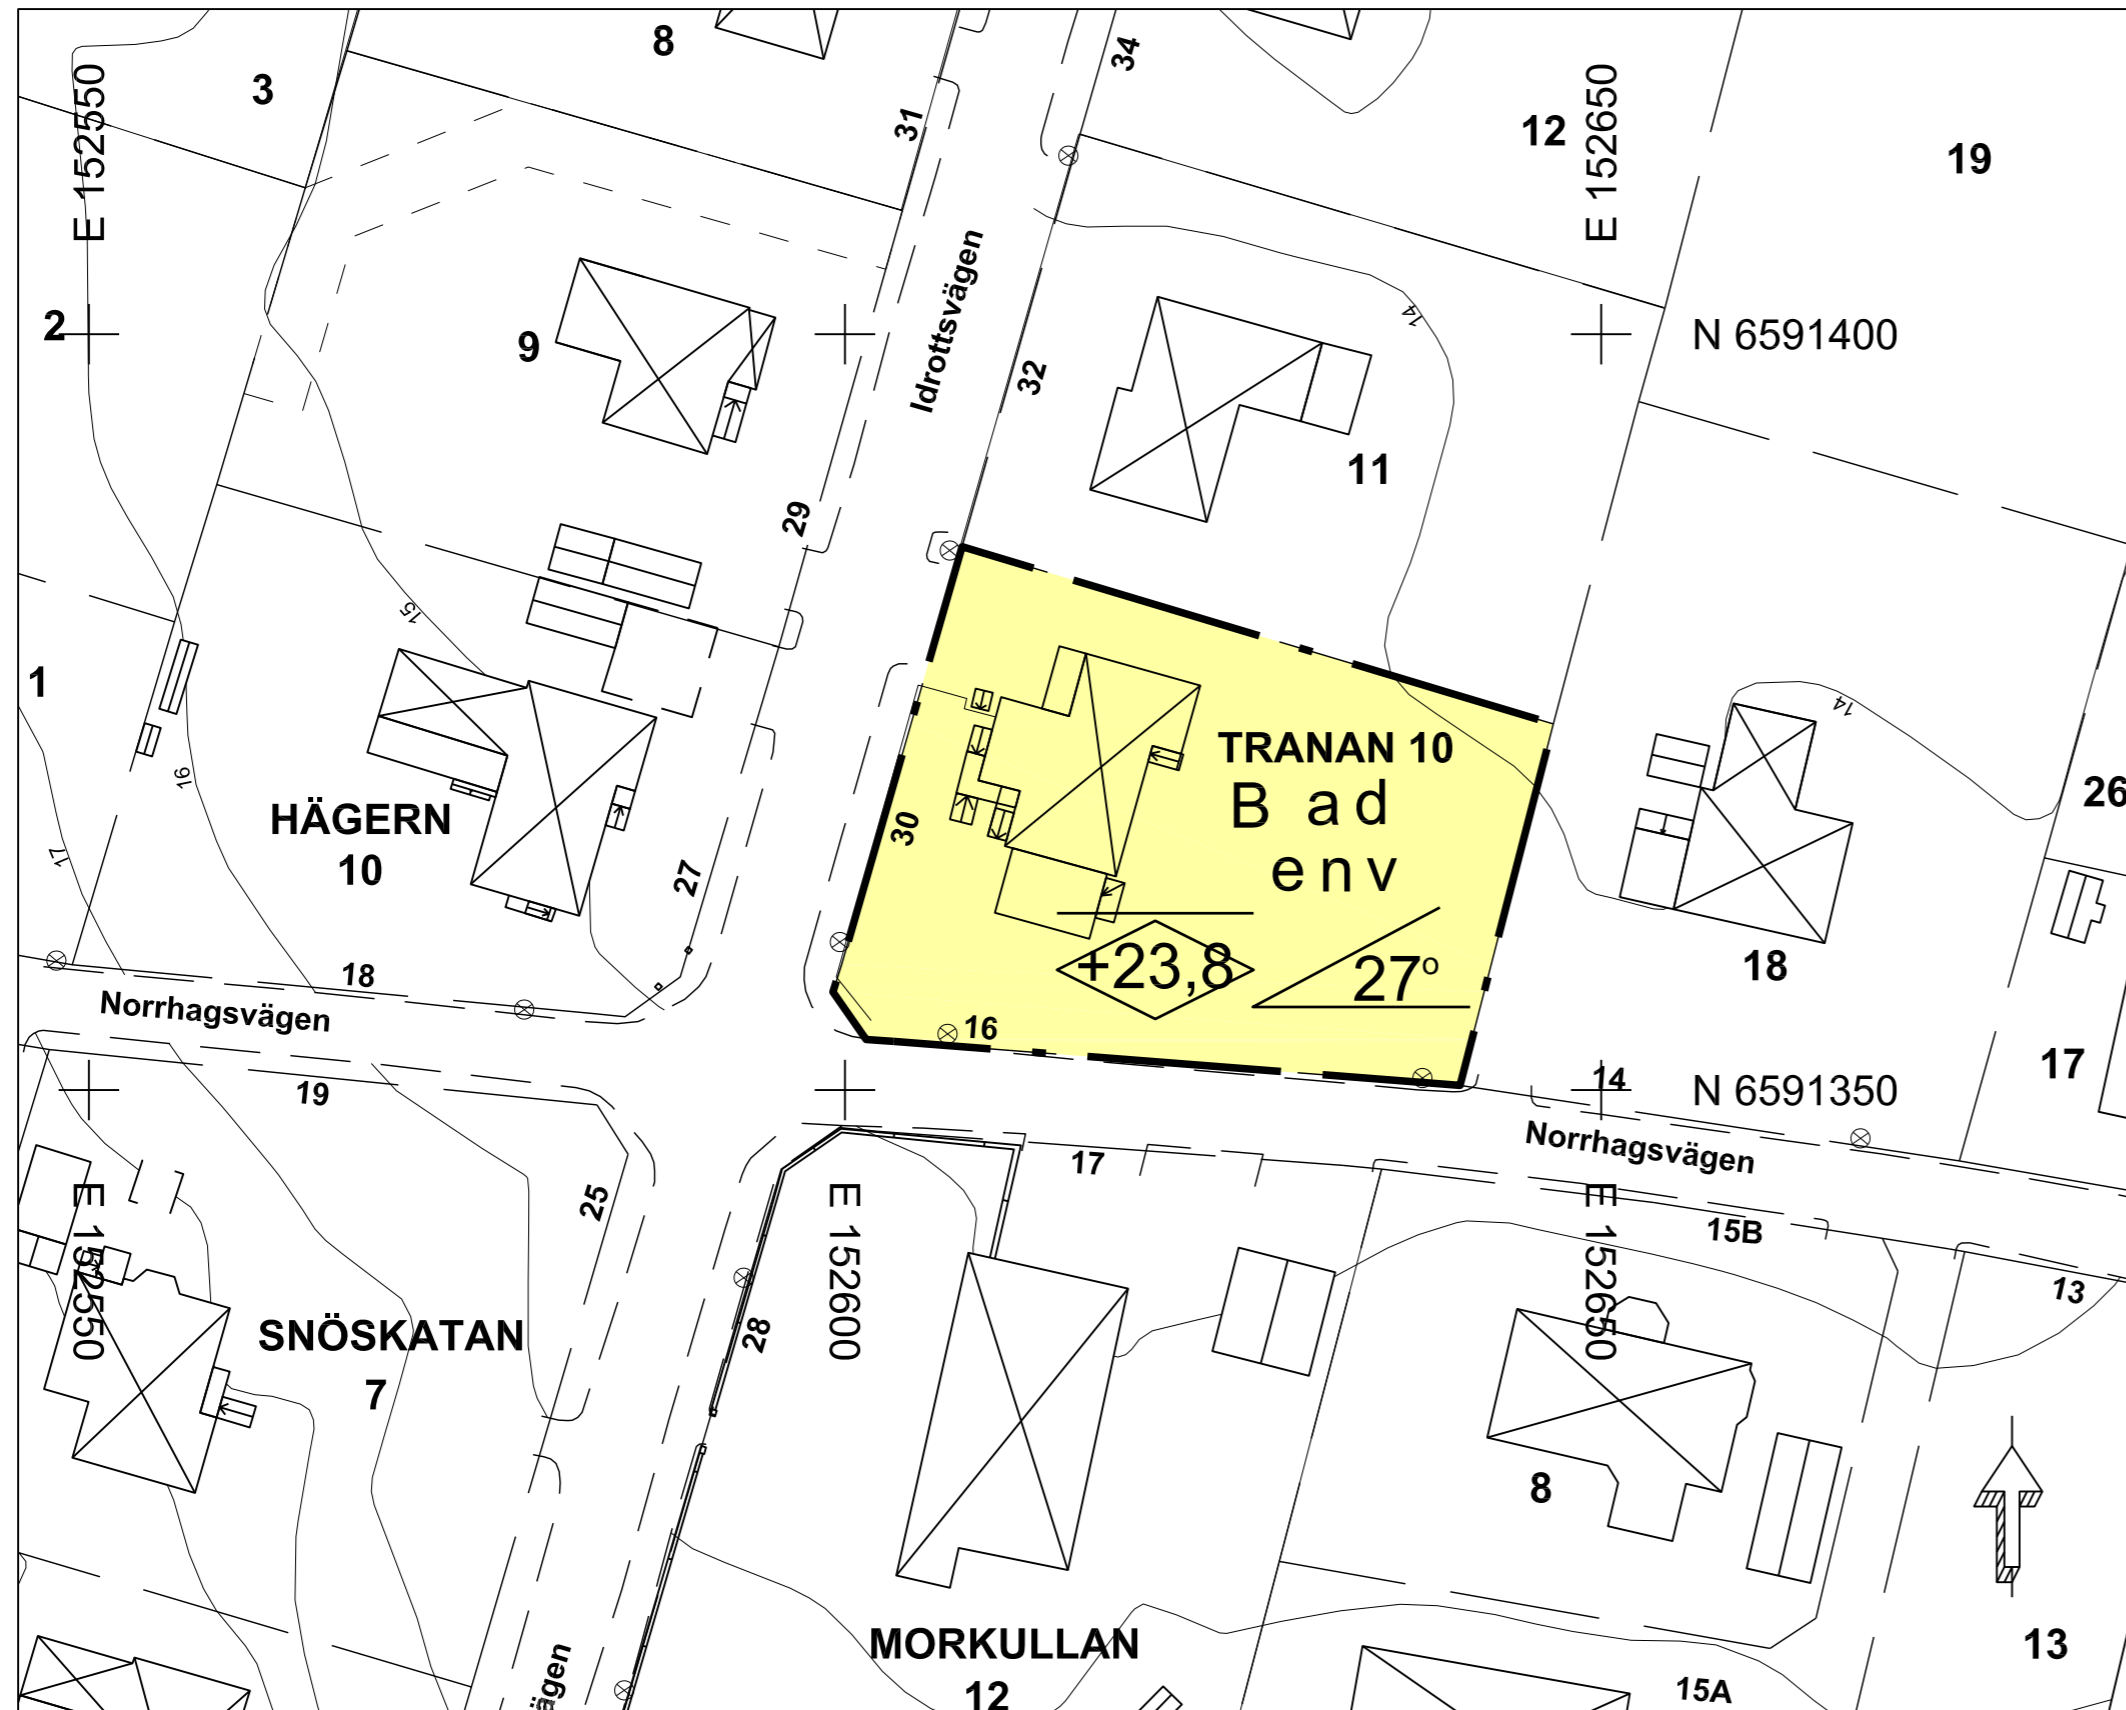 8
34
3
E 152550
31
12
E 152650
19
Idrottsvägen
2
9
32
14
N 6591400
11
29
15
1
14
TRANAN 10
B ad
env
16
26
HÄGERN
10
30
17
27
+23,8
27°
18
18
Norrhagsvägen
16
17
19
14
N 6591350
Norrhagsvägen
17
E 152550
25
E 152600
E 152650
15B
13
28
SNÖSKATAN
7
8
MORKULLAN
12
13
15A
ägen